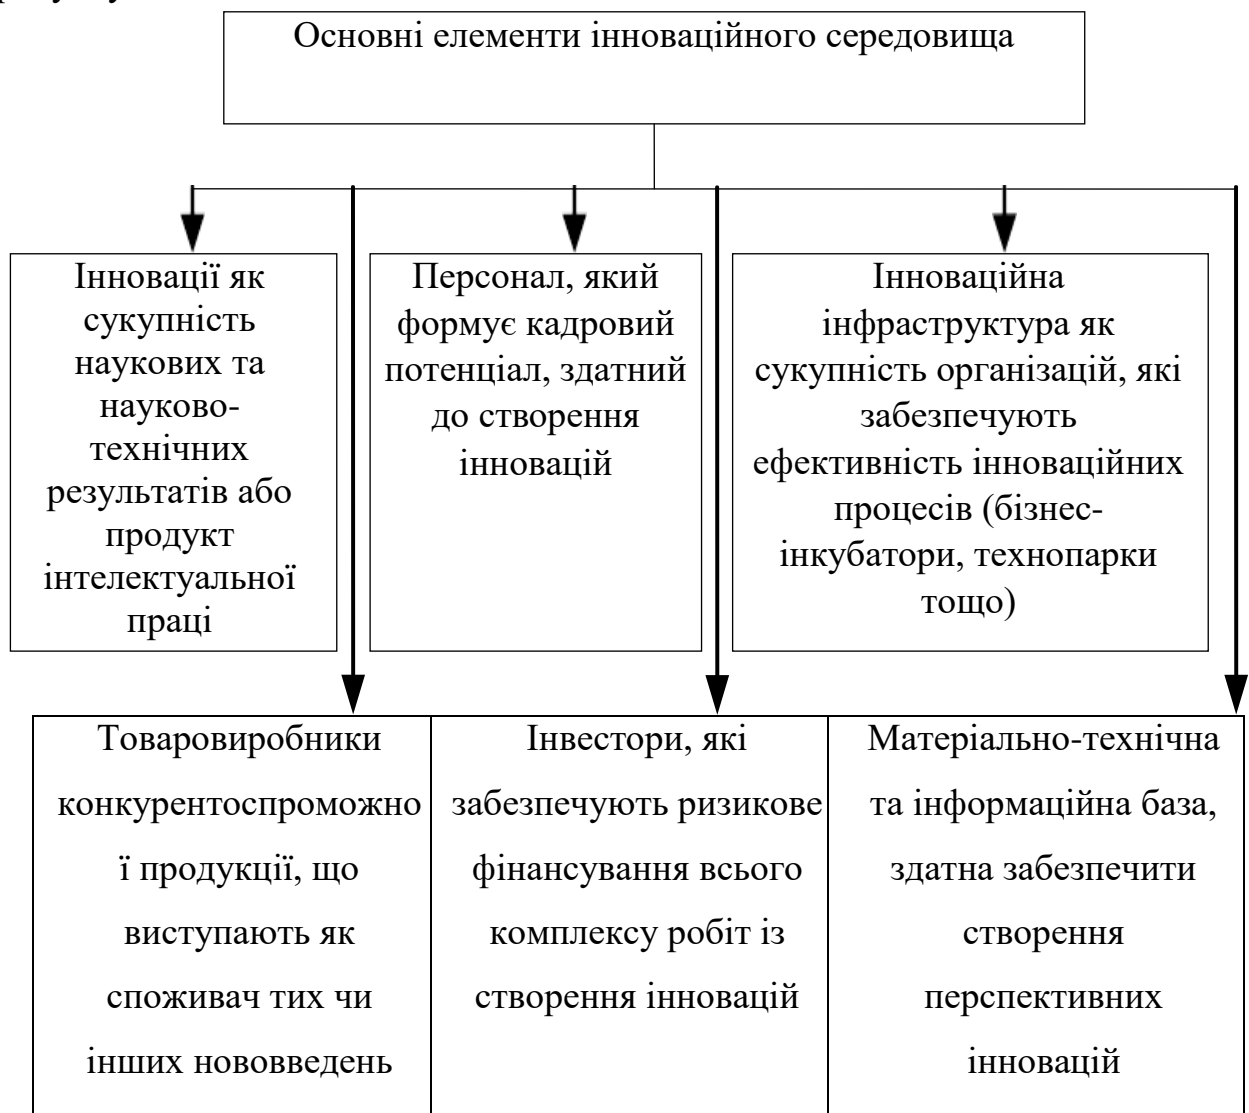 Основні елементи інноваційного середовища
Інновації як
сукупність
наукових та
науково-
технічних
результатів або
продукт
інтелектуальної
праці
Персонал, який
формує кадровий
потенціал, здатний
до створення
інновацій
Інноваційна
інфраструктура як
сукупність організацій, які
забезпечують
ефективність інноваційних
процесів (бізнес-
інкубатори, технопарки
тощо)
Товаровиробники
конкурентоспроможно
ї продукції, що
виступають як
споживач тих чи
інших нововведень
Інвестори, які
забезпечують ризикове
фінансування всього
комплексу робіт із
створення інновацій
Матеріально-технічна
та інформаційна база,
здатна забезпечити
створення
перспективних
інновацій